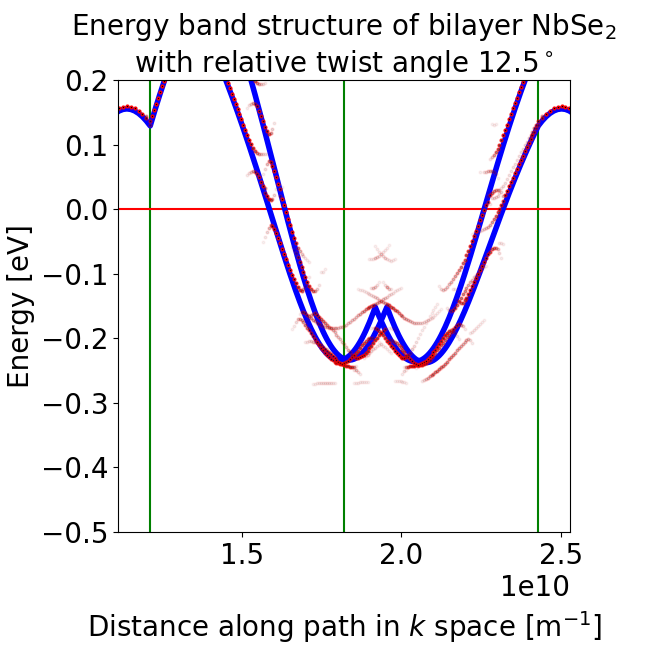 Energy band structure of bilayer NbSe₂
with relative twist angle 12.5°
0.2
0.1
0.0
−0.1
−0.2
−0.3
−0.4
−0.5
Energy [eV]
1.5
2.0
2.5
1e10
Distance along path in k space [m⁻¹]